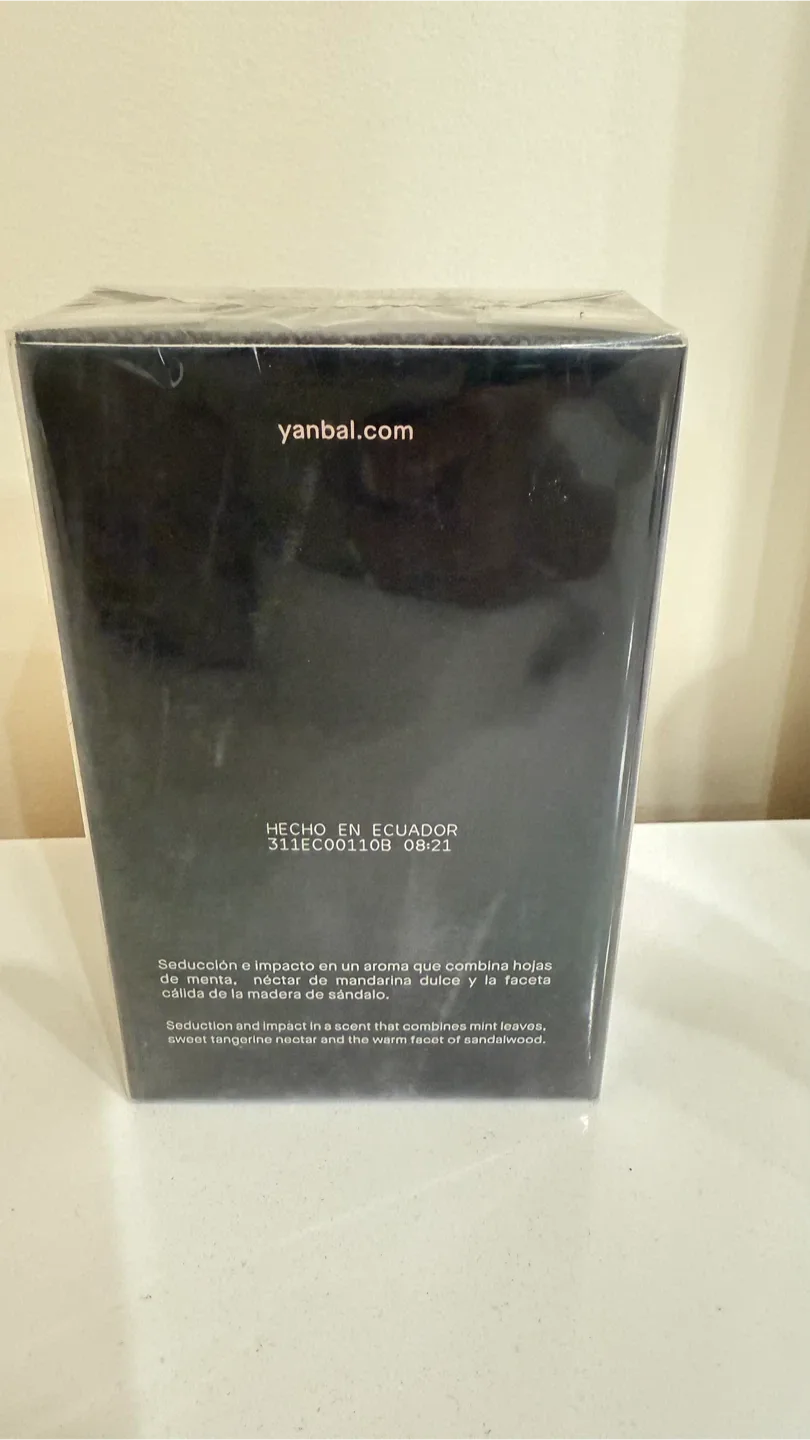 yanbal.com
HECHO EN ECUADOR
311EC00110B 08:21
Seducción e impacto en un aroma que combina hojas
de menta, néctar de mandarina dulce y la faceta
cálida de la madera de sándalo.
Seduction and impact in a scent that combines mint leaves,
sweet tangerine nectar and the warm facet of sandalwood.